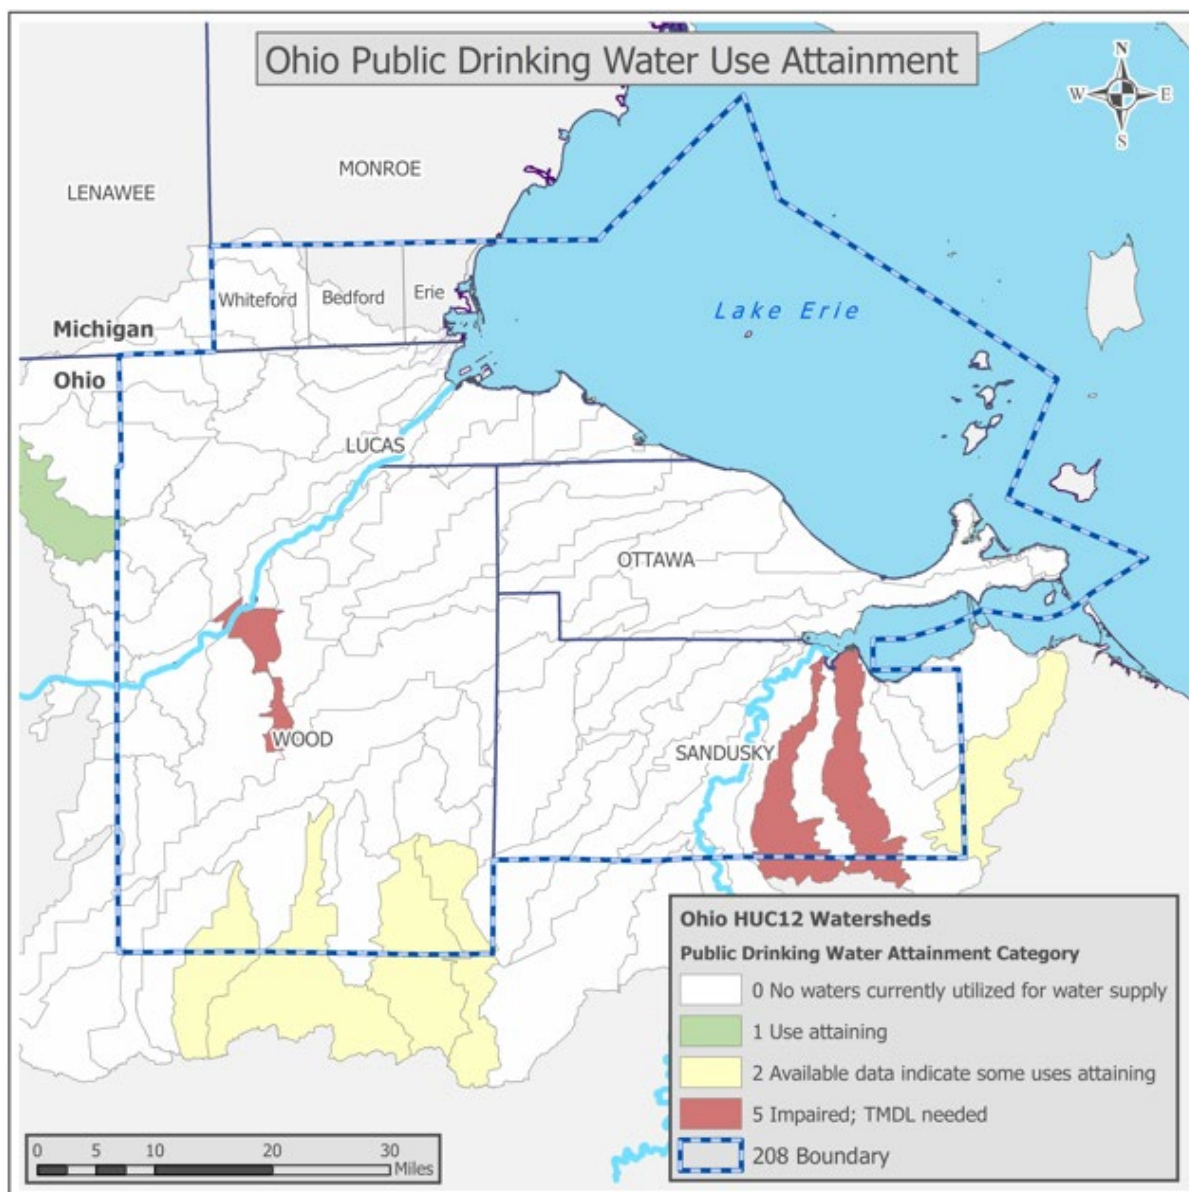 Ohio Public Drinking Water Use Attainment
N
W E
S
MONROE
LENAWEE
Whiteford
Bedford
Erie
Lake Erie
Michigan
Ohio
LUCAS
OTTAWA
WOOD
SANDUSKY
Ohio HUC12 Watersheds
Public Drinking Water Attainment Category
0 No waters currently utilized for water supply
1 Use attaining
2 Available data indicate some uses attaining
5 Impaired; TMDL needed
208 Boundary
0 5 10 20 30
Miles